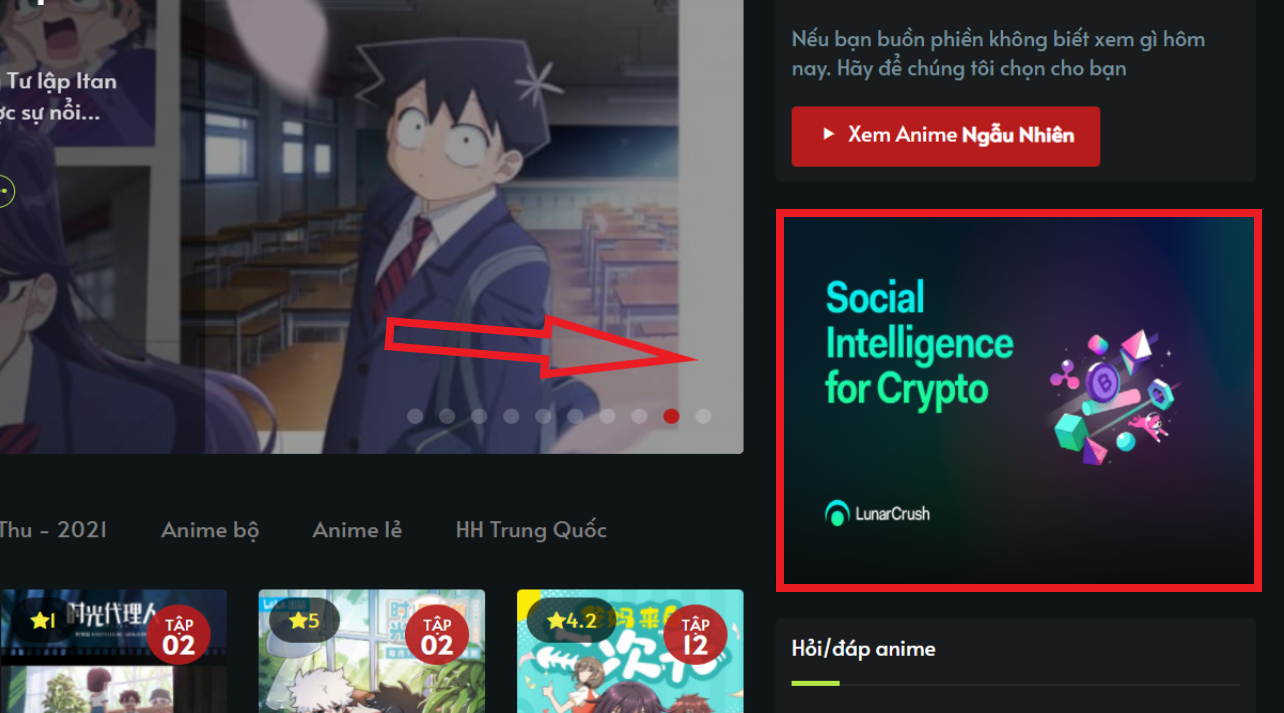 Tư lập Itan
sự nổi...
Nếu bạn buồn phiền không biết xem gì hôm
nay. Hãy để chúng tôi chọn cho bạn
Xem Anime Ngẫu Nhiên
Social
Intelligence
for Crypto
LunarCrush
Thu - 2021
Anime bộ
Anime lẻ
HH Trung Quốc
1
时光代理人
TẬP
02
5
TẬP
02
4.2
TẬP
12
Hỏi/đáp anime